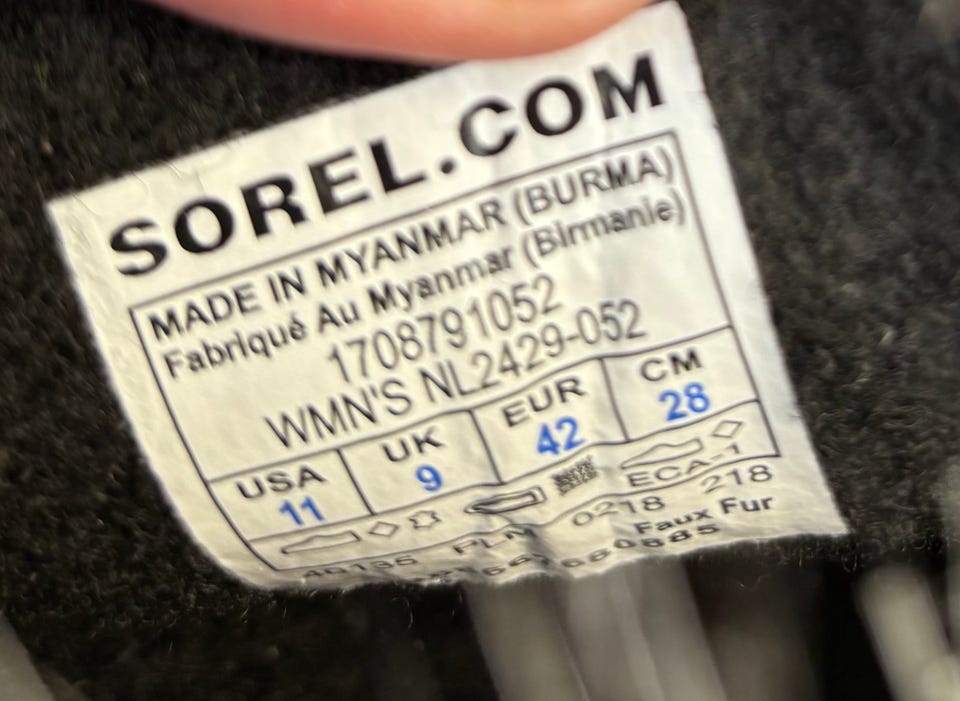 SOREL.COM
MADE IN MYANMAR (BURMA)
Fabriqué Au Myanmar (Birmanie)
1708791052
WMN'S NL2429-052
USA UK EUR CM
11 9 42 28
ECA-1
0218 218
Faux Fur